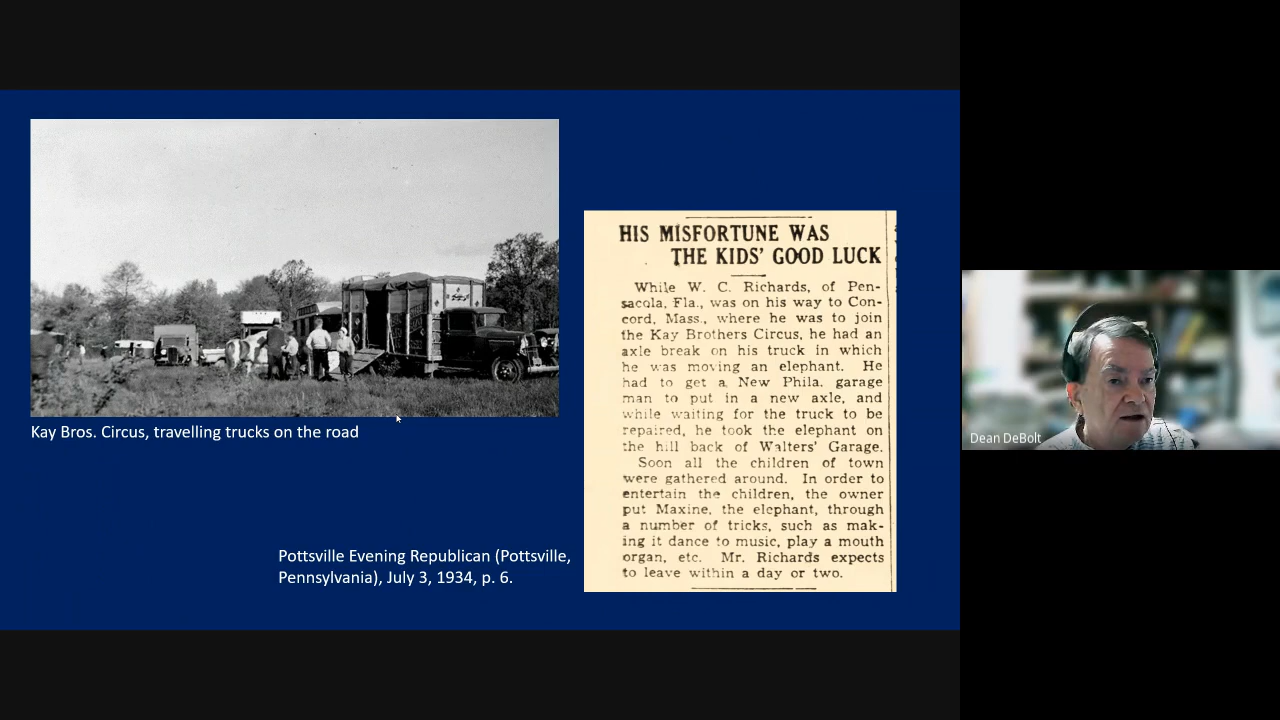 Kay Bros. Circus, travelling trucks on the road
HIS MISFORTUNE WAS
THE KIDS' GOOD LUCK
While W. C. Richards, of Pen-
sacola, Fla., was on his way to Con-
cord, Mass., where he was to join
the Kay Brothers Circus, he had an
axle break on his truck in which
he was moving an elephant. He
had to get a New Phila. garage
man to put in a new axle, and
while waiting for the truck to be
repaired, he took the elephant on
the hill back of Walters' Garage.
Soon all the children of town
were gathered around. In order to
entertain the children, the owner
put Maxine, the elephant, through
a number of tricks, such as mak-
ing it dance to music, play a mouth
organ, etc. Mr. Richards expects
to leave within a day or two.
Pottsville Evening Republican (Pottsville,
Pennsylvania), July 3, 1934, p. 6.
Dean DeBolt